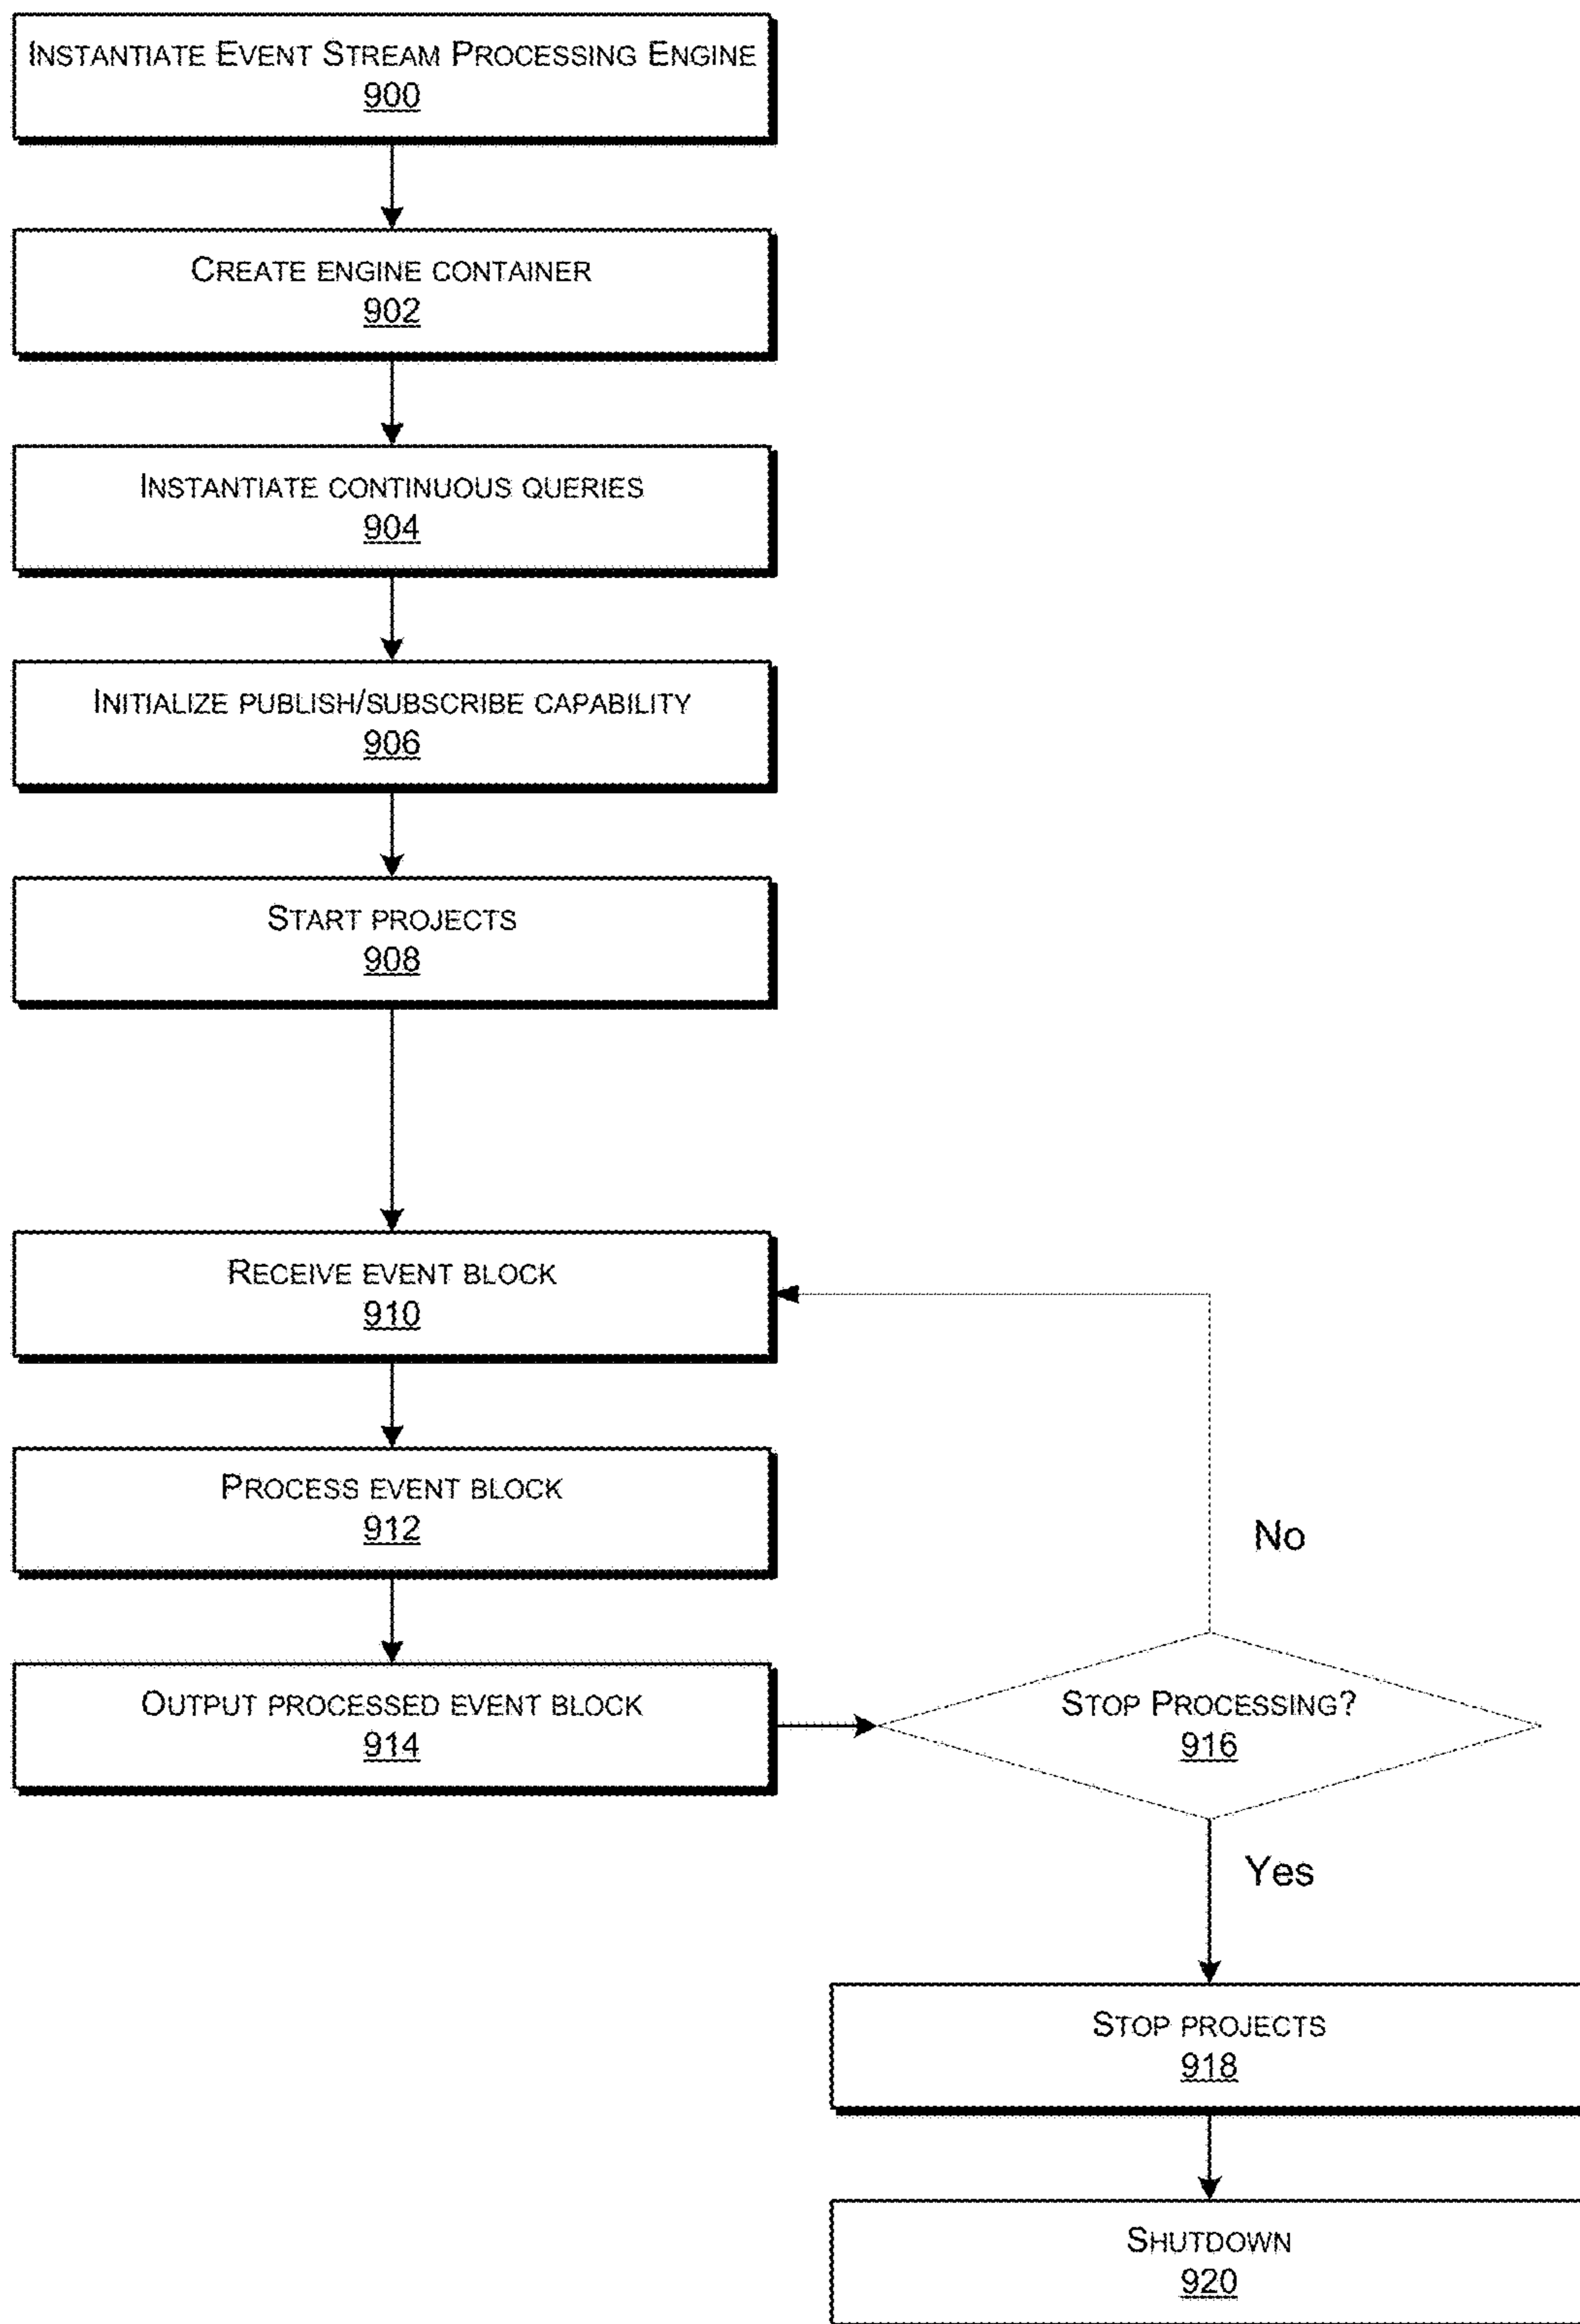 INSTANTIATE EVENT STREAM PROCESSING ENGINE
900
CREATE ENGINE CONTAINER
902
INSTANTIATE CONTINUOUS QUERIES
904
INITIALIZE PUBLISH/SUBSCRIBE CAPABILITY
906
START PROJECTS
908
RECEIVE EVENT BLOCK
910
PROCESS EVENT BLOCK
912
No
OUTPUT PROCESSED EVENT BLOCK
914
STOP PROCESSING?
916
Yes
STOP PROJECTS
918
SHUTDOWN
920